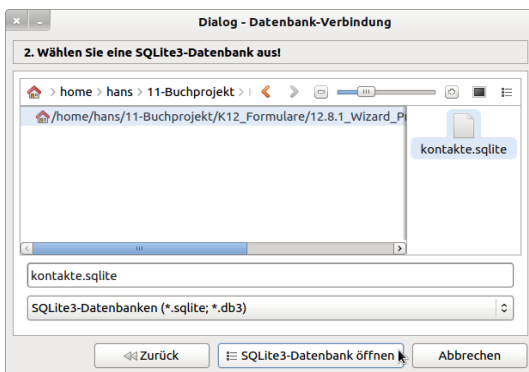 Dialog - Datenbank-Verbindung
2. Wählen Sie eine SQLite3-Datenbank aus!
> home > hans > 11-Buchprojekt >
/home/hans/11-Buchprojekt/K12_Formulare/12.8.1_Wizard_P
kontakte.sqlite
kontakte.sqlite
SQLite3-Datenbanken (*.sqlite; *.db3)
Zurück
SQLite3-Datenbank öffnen
Abbrechen